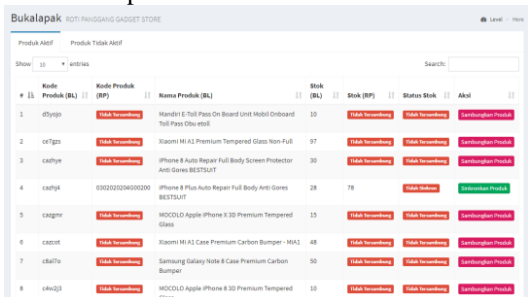 Bukalapak ROTI PANGGANG GADGET STORE
Level > Here
Produk Aktif Produk Tidak Aktif
Show 10 entries Search:
# Kode Produk (BL) Kode Produk (RP) Nama Produk (BL) Stok (BL) Stok (RP) Status Stok Aksi
1 d5yojo Tidak Tersambung Mandiri E-Toll Pass On Board Unit Mobil Onboard 10 Tidak Tersambung Tidak Tersambung Sambungkan Produk
Toll Pass Obu etoll
2 ce7gzs Tidak Tersambung Xiaomi Mi A1 Premium Tempered Glass Non-Full 97 Tidak Tersambung Tidak Tersambung Sambungkan Produk
3 cazhye Tidak Tersambung iPhone 8 Auto Repair Full Body Screen Protector 30 Tidak Tersambung Tidak Tersambung Sambungkan Produk
Anti Gores BESTSUIT
4 cazhj4 0302020204G00200 iPhone 8 Plus Auto Repair Full Body Anti Gores 28 78 Tidak Sinkron Sinkronkan Produk
BESTSUIT
5 cazgmr Tidak Tersambung MOCOLO Apple iPhone X 3D Premium Tempered 15 Tidak Tersambung Tidak Tersambung Sambungkan Produk
Glass
6 Tidak Tersambung Xiaomi Mi A1 Case Premium Carbon Bumper - MiA1 48 Tidak Tersambung Tidak Tersambung Sambungkan Produk
7 c8al7o Tidak Tersambung Samsung Galaxy Note 8 Case Premium Carbon 50 Tidak Tersambung Tidak Tersambung Sambungkan Produk
Bumper
8 c4w2j3 Tidak Tersambung MOCOLO Apple iPhone 8 3D Premium Tempered 10 Tidak Tersambung Tidak Tersambung Sambungkan Produk